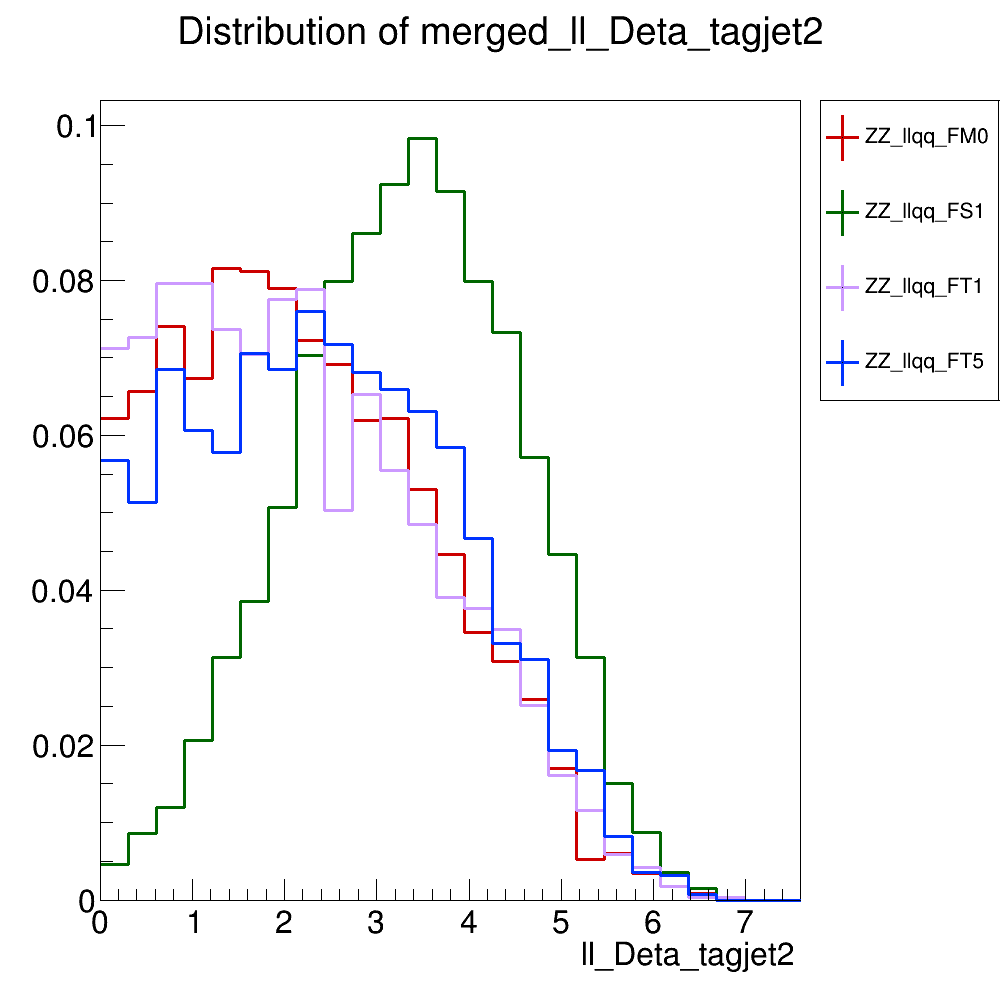 Distribution of merged_ll_Deta_tagjet2
0.1
0.08
0.06
0.04
0.02
0
0 1 2 3 4 5 6 7
ll_Deta_tagjet2
ZZ_llqq_FM0
ZZ_llqq_FS1
ZZ_llqq_FT1
ZZ_llqq_FT5